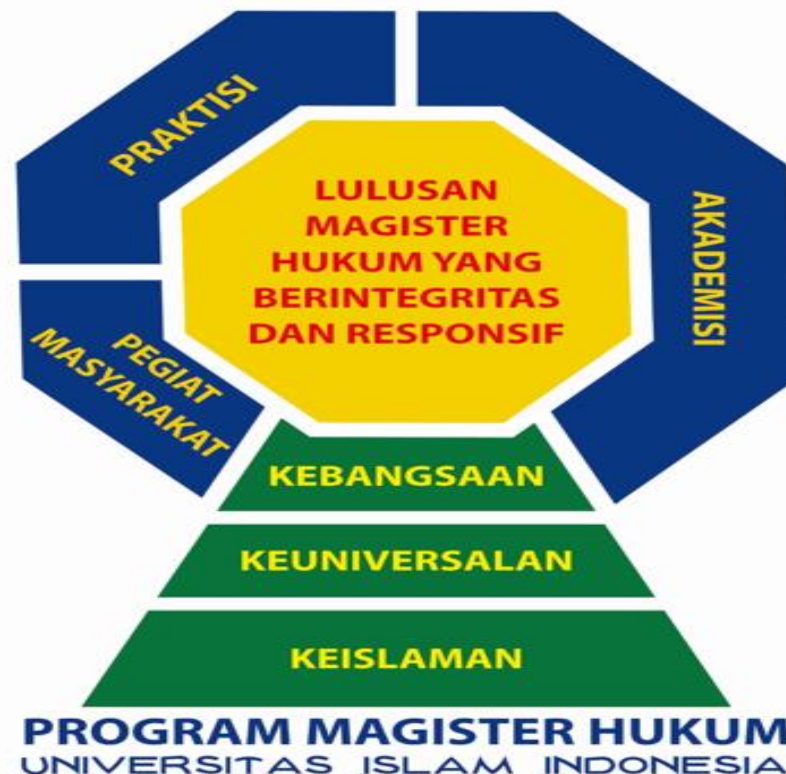 PRAKTISI
AKADEMISI
LULUSAN
MAGISTER
HUKUM YANG
BERINTEGRITAS
DAN RESPONSIF
PEGIAT
MASYARAKAT
KEBANGSAAN
KEUNIVERSALAN
KEISLAMAN
PROGRAM MAGISTER HUKUM
UNIVERSITAS ISLAM INDONESIA